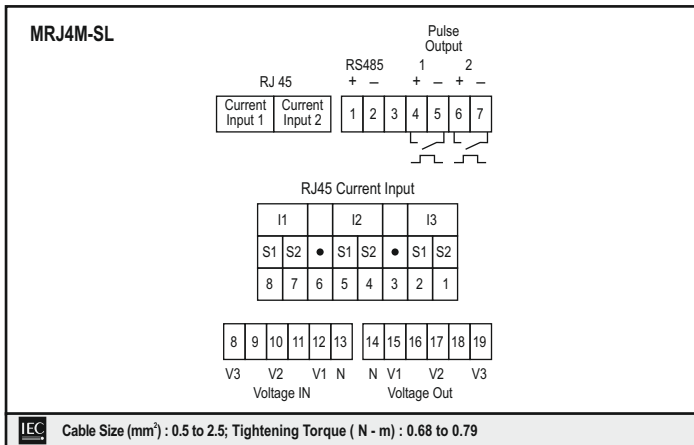 MRJ4M-SL
Pulse
Output
RS485 1 2
RJ 45 + – + – + –
Current Input 1 Current Input 2 1 2 3 4 5 6 7
RJ45 Current Input
I1 I2 I3
S1 S2 • S1 S2 • S1 S2
8 7 6 5 4 3 2 1
8 9 10 11 12 13 14 15 16 17 18 19
V3 V2 V1 N N V1 V2 V3
Voltage IN Voltage Out
IEC Cable Size (mm²) : 0.5 to 2.5; Tightening Torque ( N - m) : 0.68 to 0.79